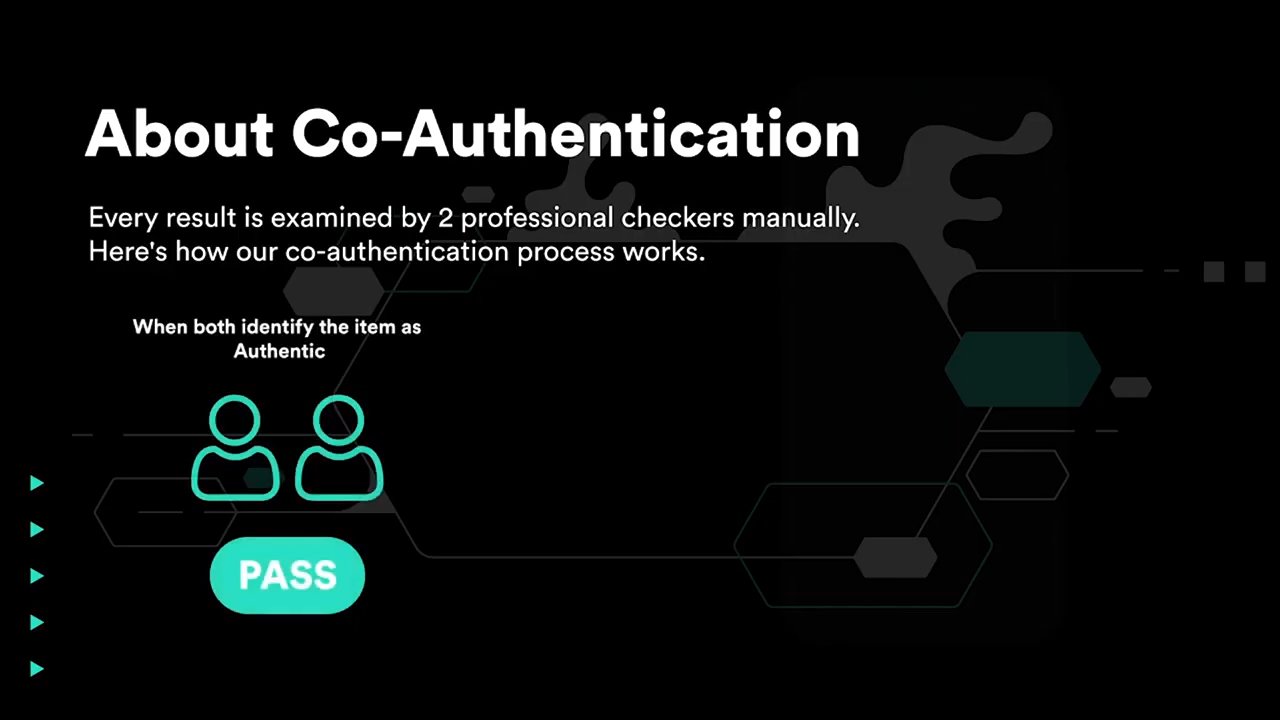 About Co-Authentication
Every result is examined by 2 professional checkers manually.
Here's how our co-authentication process works.
When both identify the item as
Authentic
PASS